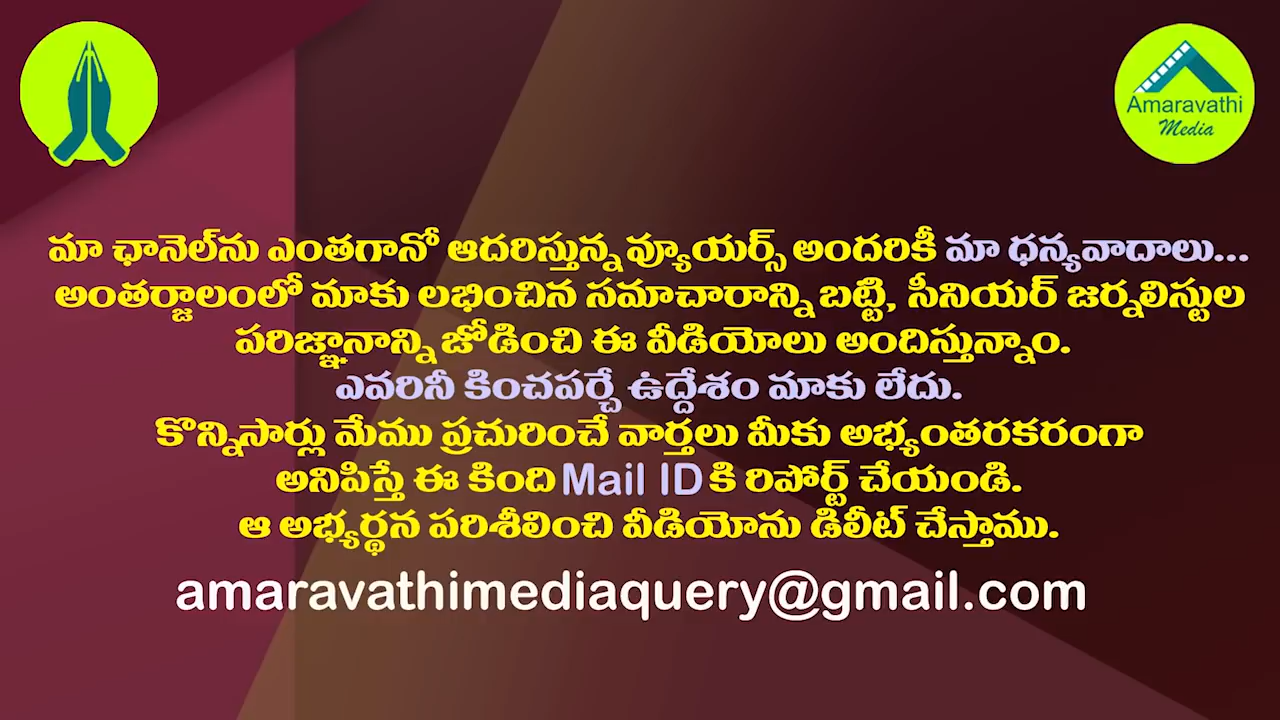 Amaravathi
Media
మా ఛానెల్‌ను ఎంతగానో ఆదరిస్తున్న వ్యూయర్స్ అందరికీ మా ధన్యవాదాలు...
అంతర్జాలంలో మాకు లభించిన సమాచారాన్ని బట్టి, సీనియర్ జర్నలిస్టుల
పరిజ్ఞానాన్ని జోడించి ఈ వీడియోలు అందిస్తున్నాం.
ఎవరినీ కించపర్చే ఉద్దేశం మాకు లేదు.
కొన్నిసార్లు మేము ప్రచురించే వార్తలు మీకు అభ్యంతరకరంగా
అనిపిస్తే ఈ కింది Mail ID కి రిపోర్ట్ చేయండి.
ఆ అభ్యర్థన పరిశీలించి వీడియోను డిలీట్ చేస్తాము.
amaravathimediaquery@gmail.com